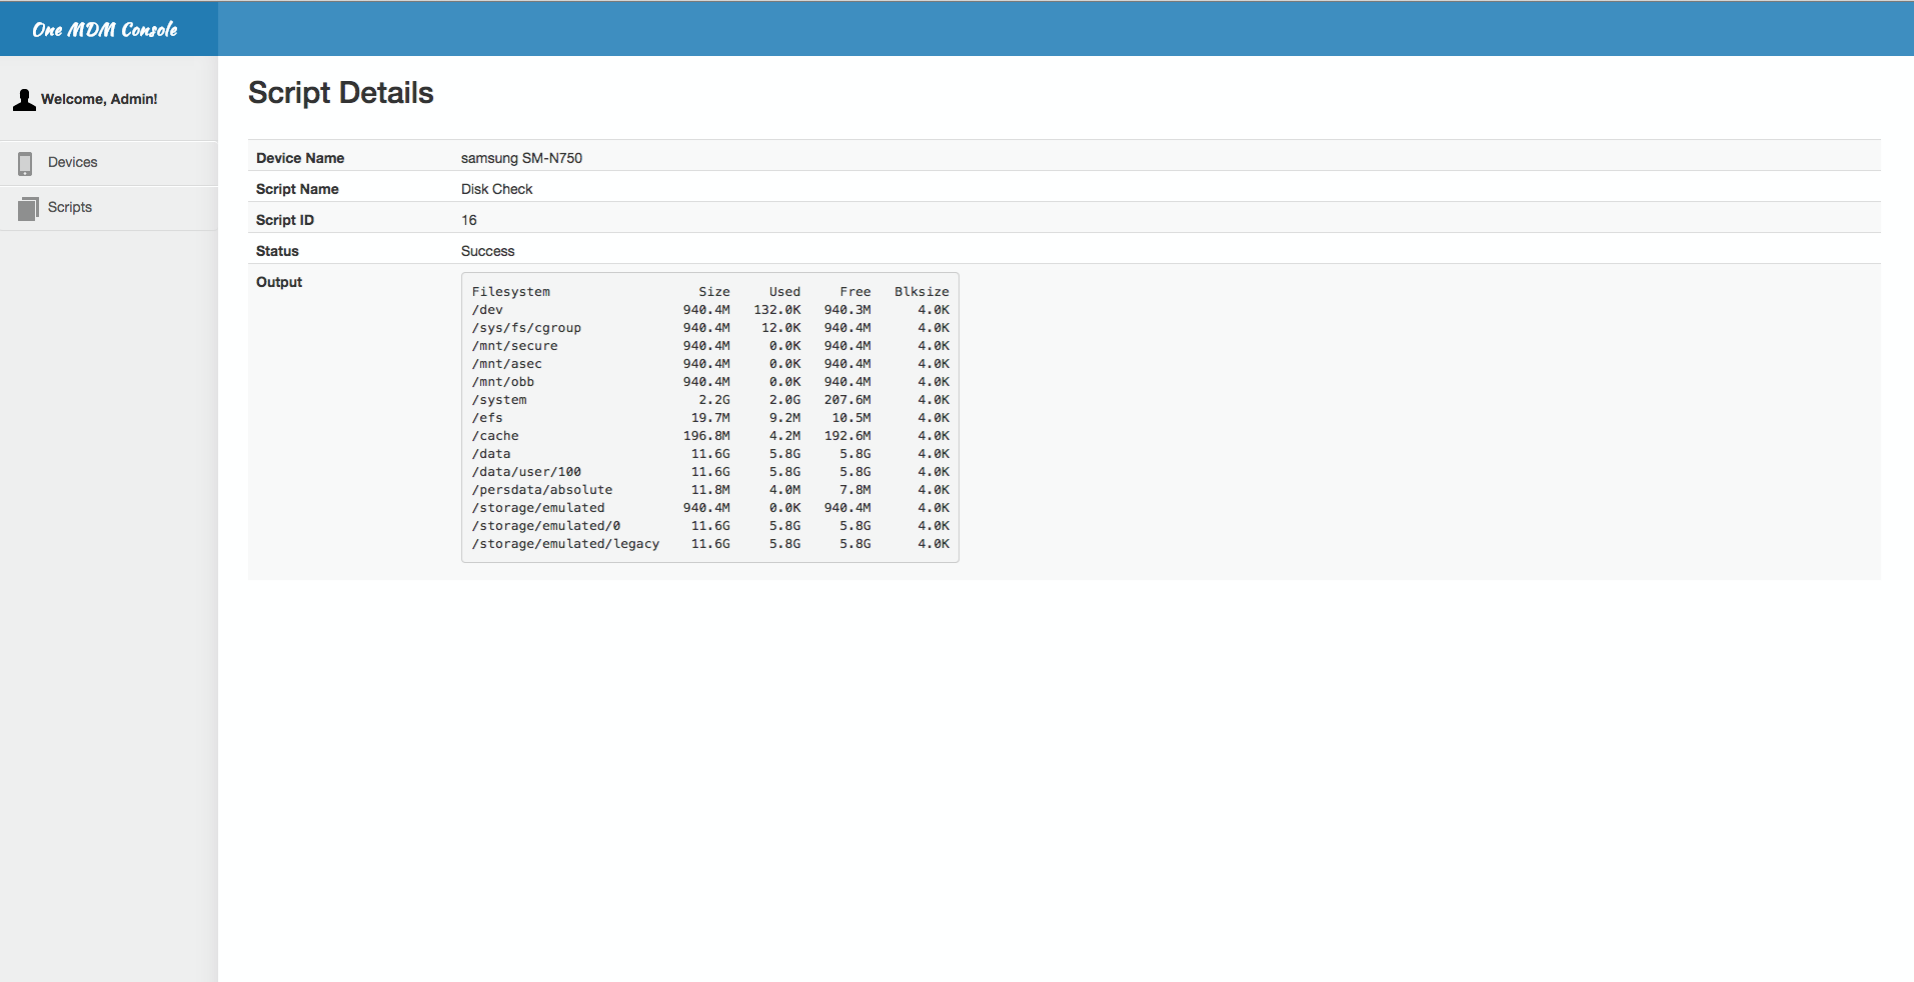 One MDM Console
Welcome, Admin!
Devices
Scripts
Script Details
Device Name samsung SM-N750
Script Name Disk Check
Script ID 16
Status Success
Output
Filesystem Size Used Free Blksize
/dev 940.4M 132.0K 940.3M 4.0K
/sys/fs/cgroup 940.4M 12.0K 940.4M 4.0K
/mnt/secure 940.4M 0.0K 940.4M 4.0K
/mnt/asec 940.4M 0.0K 940.4M 4.0K
/mnt/obb 940.4M 0.0K 940.4M 4.0K
/system 2.2G 2.0G 207.6M 4.0K
/efs 19.7M 9.2M 10.5M 4.0K
/cache 196.8M 4.2M 192.6M 4.0K
/data 11.6G 5.8G 5.8G 4.0K
/data/user/100 11.6G 5.8G 5.8G 4.0K
/persdata/absolute 11.8M 4.0M 7.8M 4.0K
/storage/emulated 940.4M 0.0K 940.4M 4.0K
/storage/emulated/0 11.6G 5.8G 5.8G 4.0K
/storage/emulated/legacy 11.6G 5.8G 5.8G 4.0K